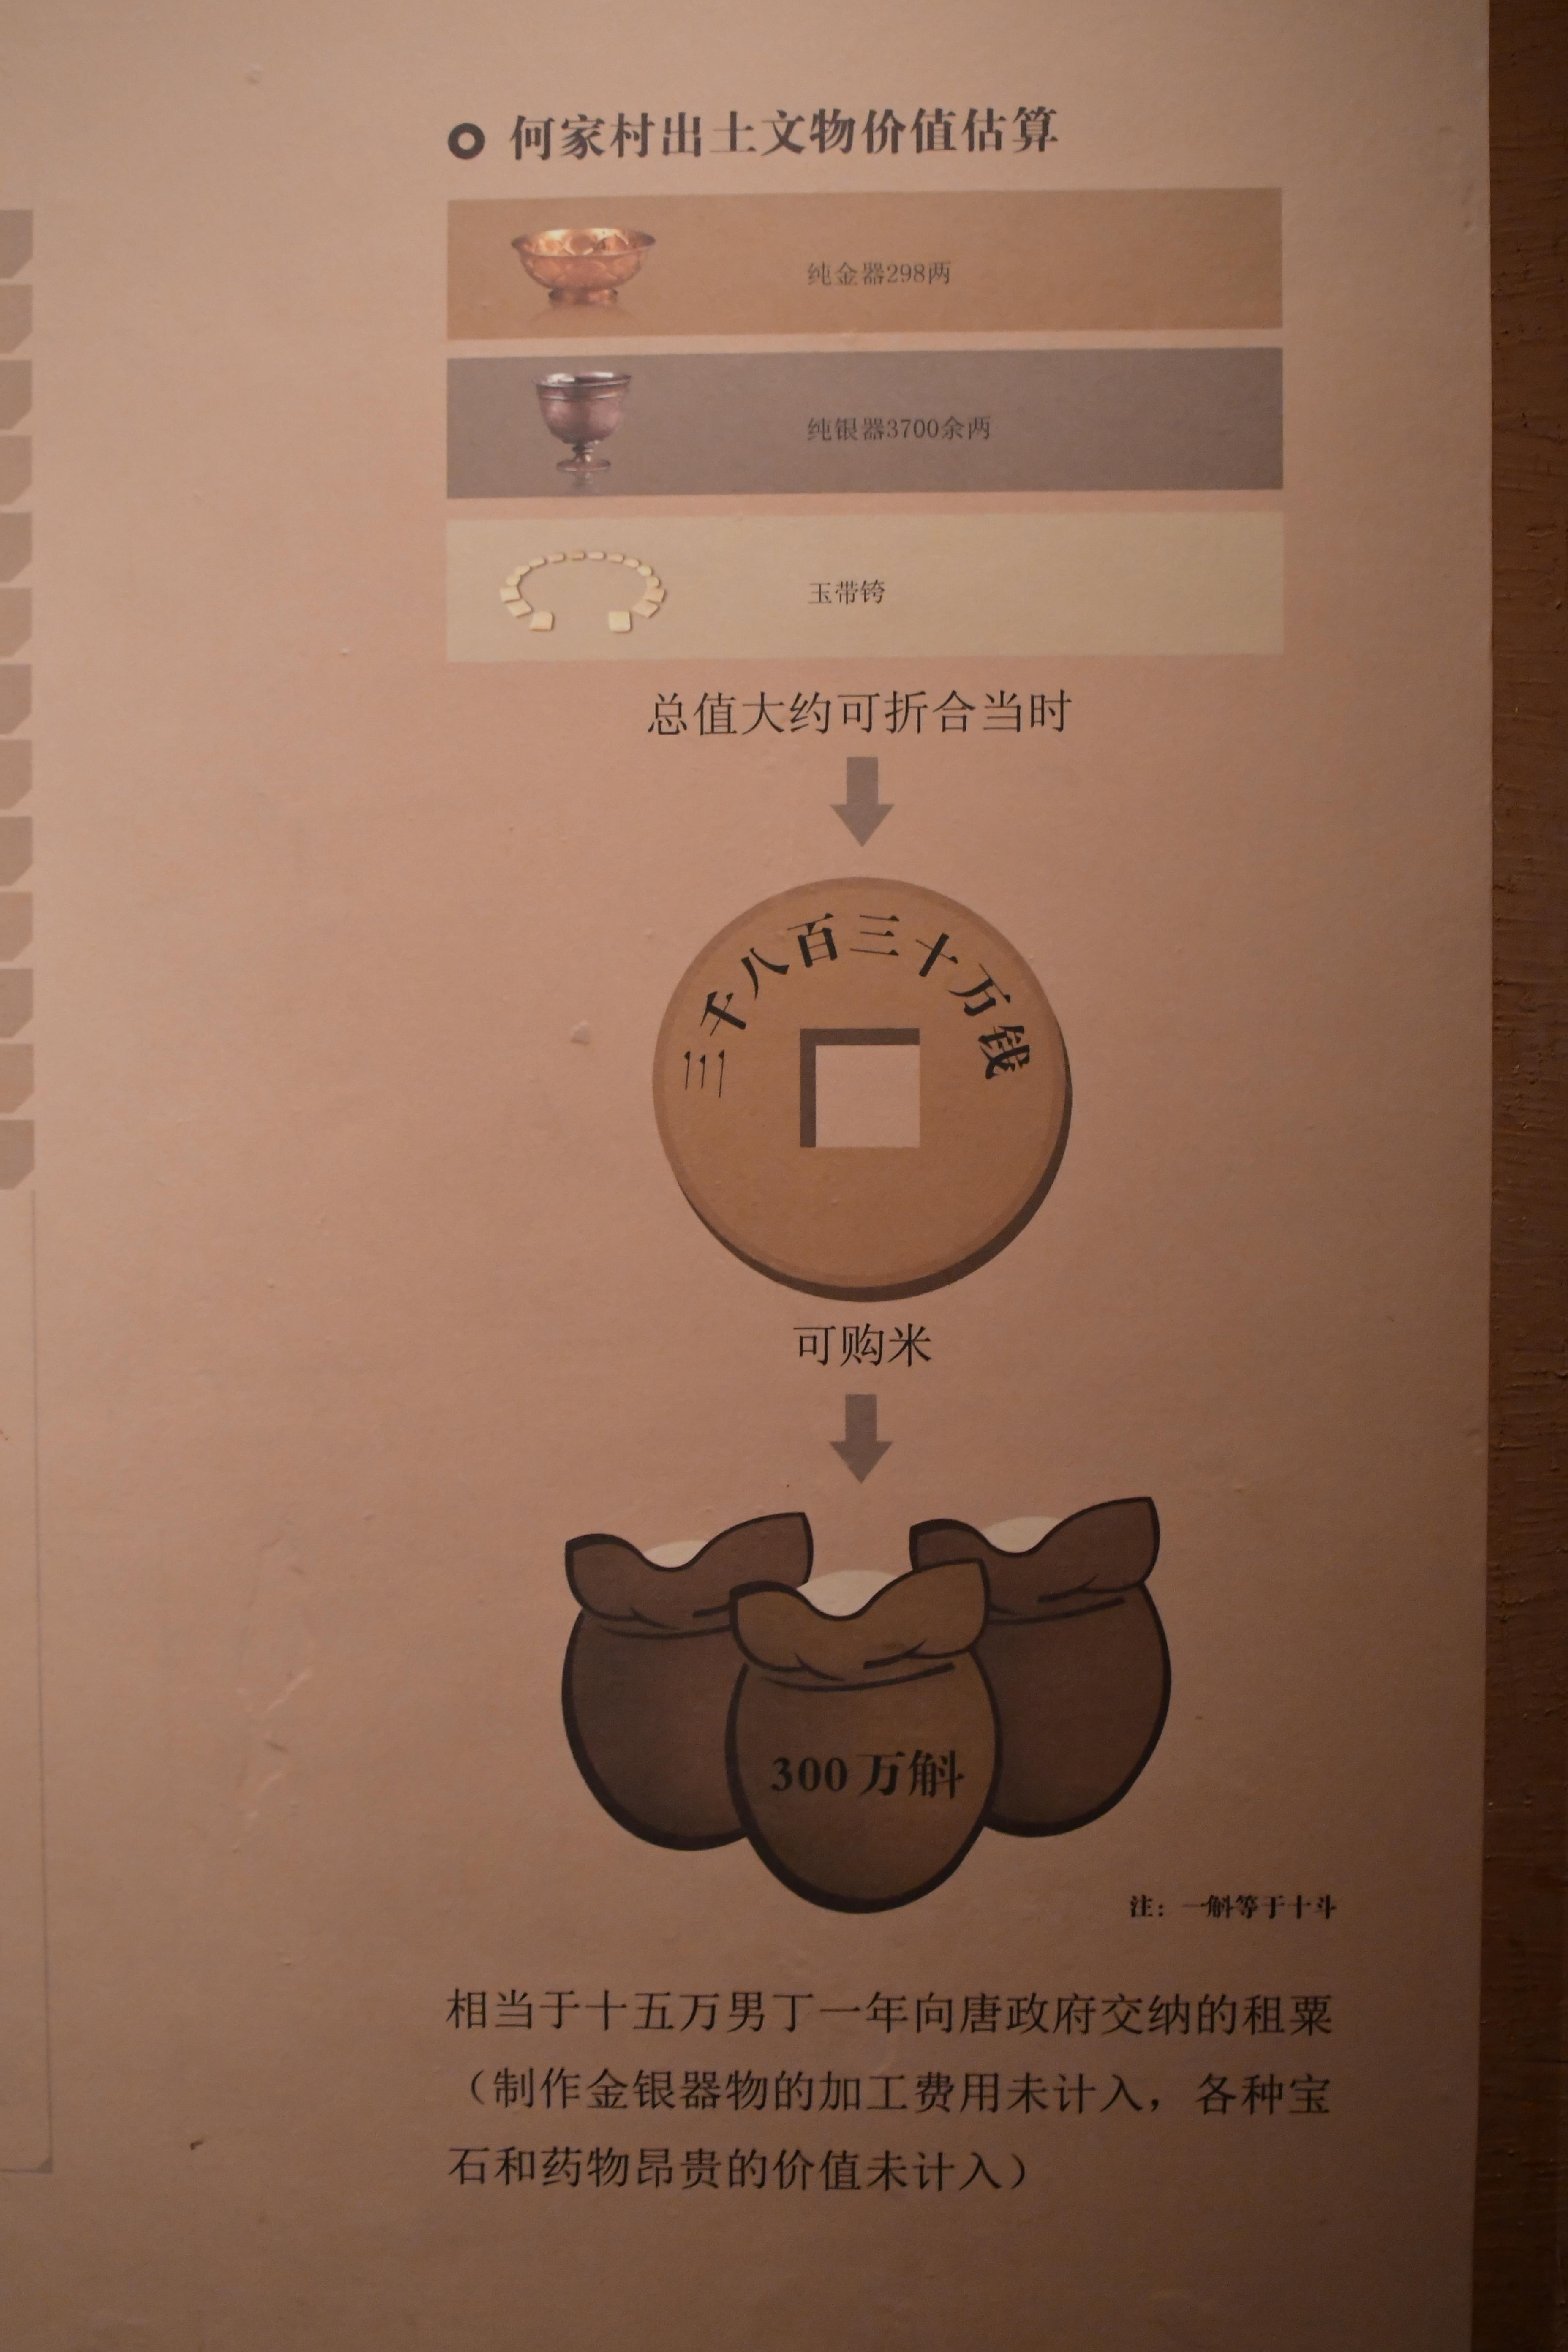 何家村出土文物价值估算
纯金器298两
纯银器3700余两
玉带銙
总值大约可折合当时
三千八百三十万钱
可购米
300万斛
注：一斛等于十斗
相当于十五万男丁一年向唐政府交纳的租粟
（制作金银器物的加工费用未计入，各种宝
石和药物昂贵的价值未计入）